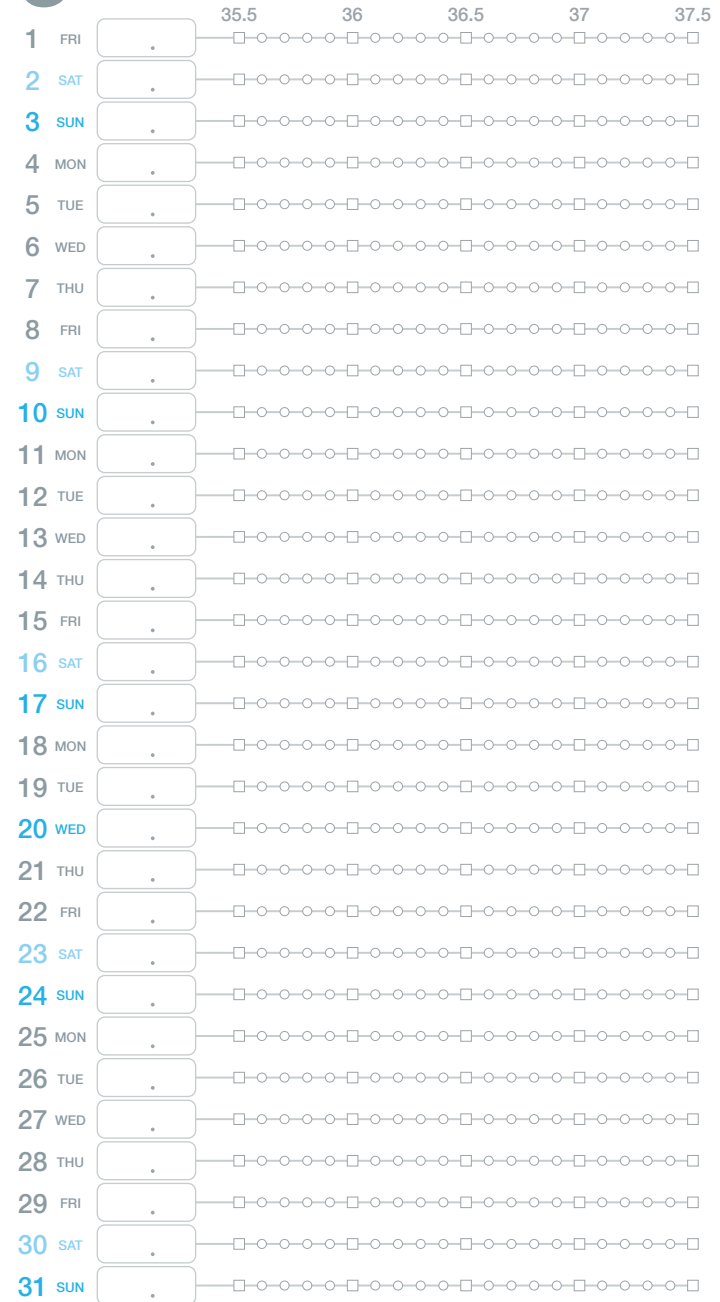 35.5 36 36.5 37 37.5
1 FRI .
2 SAT .
3 SUN .
4 MON .
5 TUE .
6 WED .
7 THU .
8 FRI .
9 SAT .
10 SUN .
11 MON .
12 TUE .
13 WED .
14 THU .
15 FRI .
16 SAT .
17 SUN .
18 MON .
19 TUE .
20 WED .
21 THU .
22 FRI .
23 SAT .
24 SUN .
25 MON .
26 TUE .
27 WED .
28 THU .
29 FRI .
30 SAT .
31 SUN .